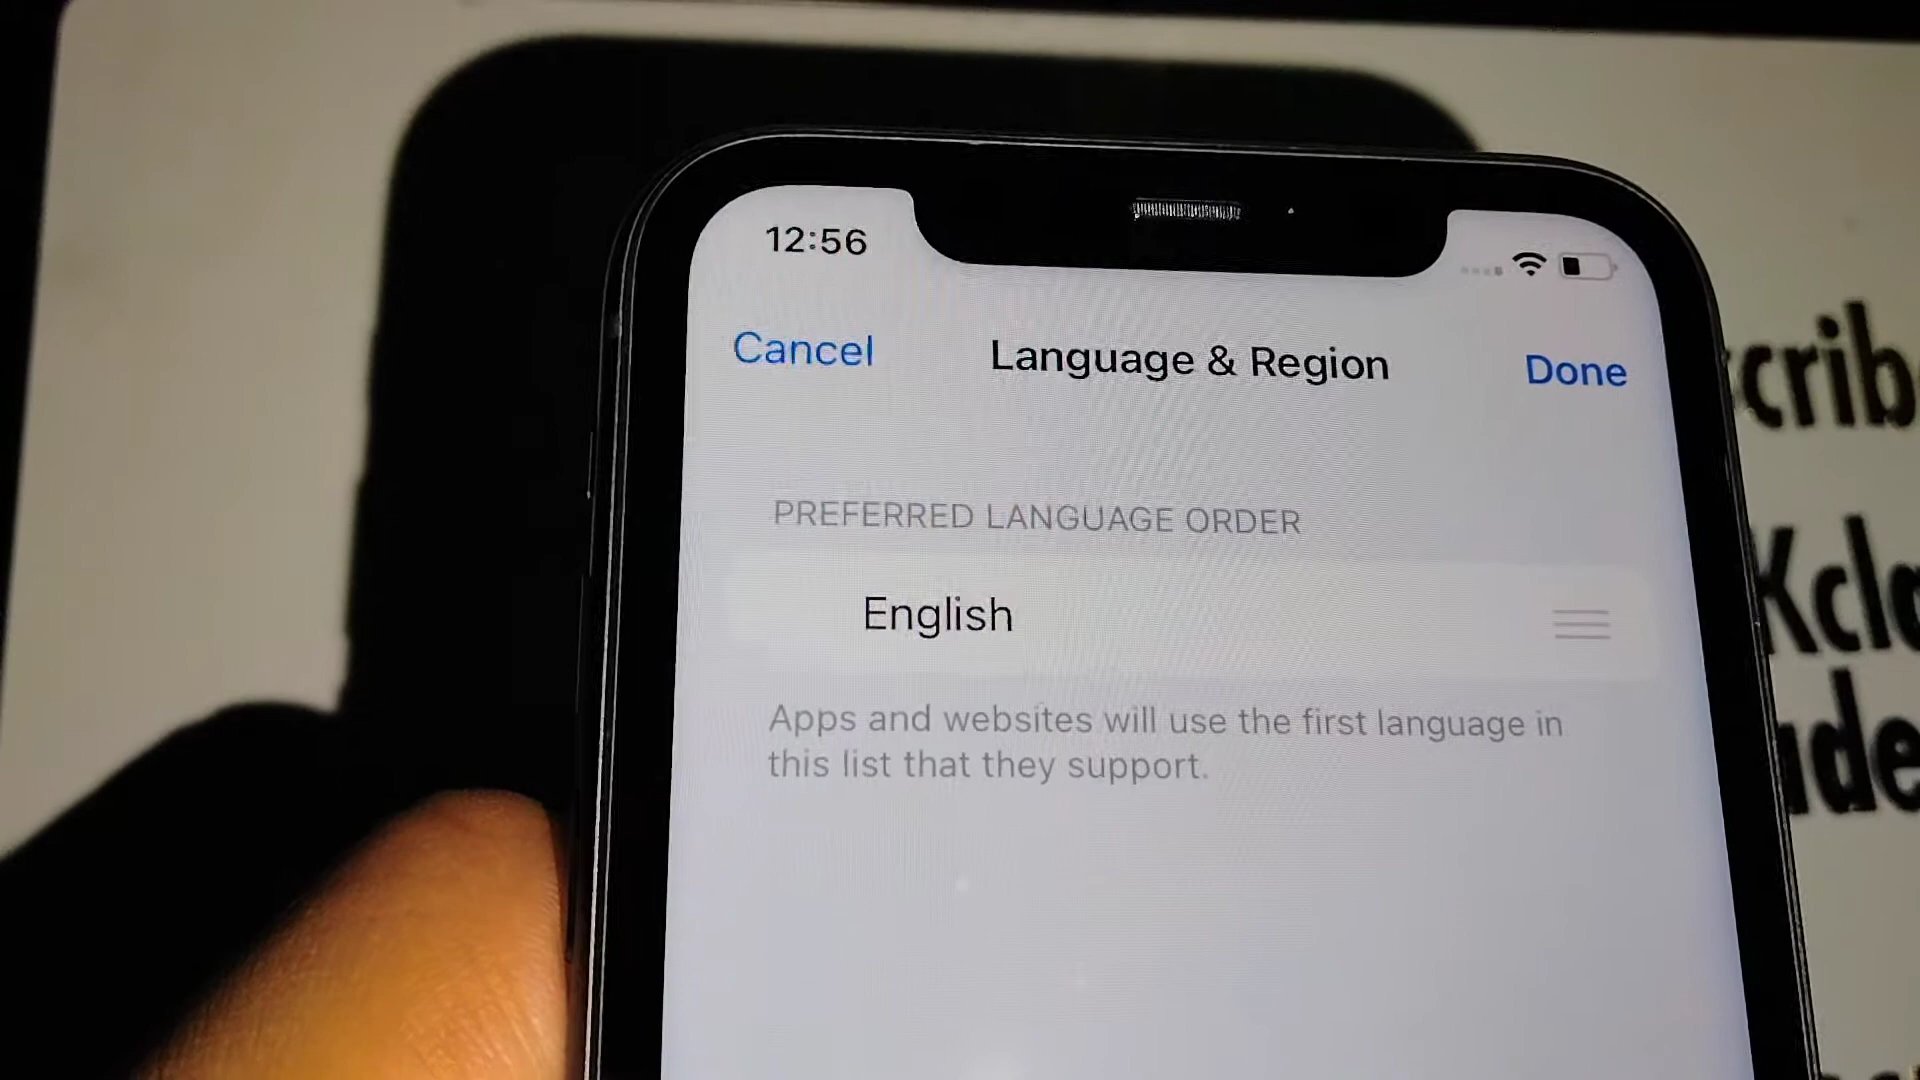 12:56
Cancel
Language & Region
Done
PREFERRED LANGUAGE ORDER
English
Apps and websites will use the first language in
this list that they support.